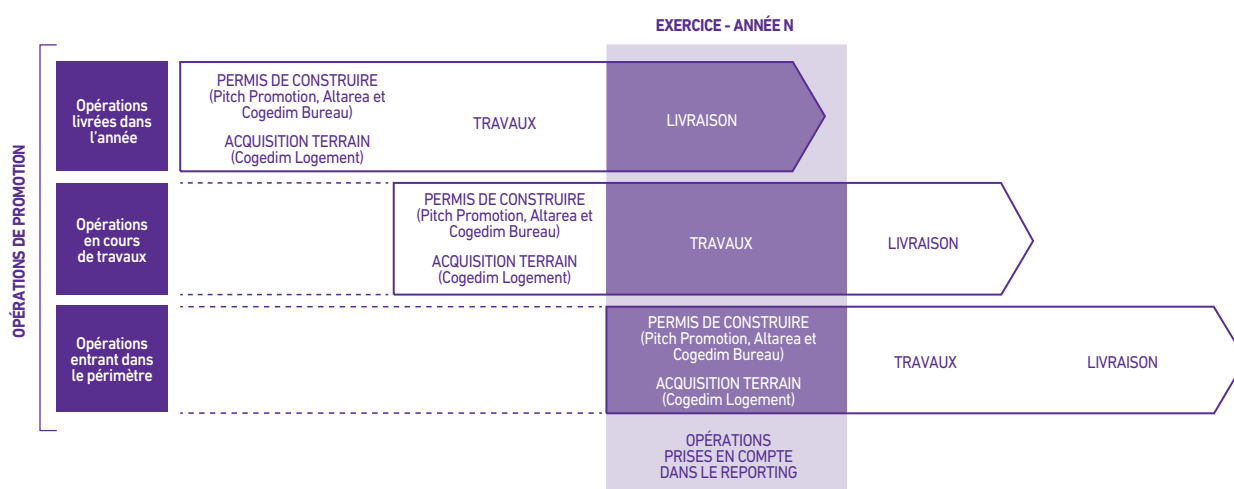 EXERCICE - ANNÉE N
OPÉRATIONS DE PROMOTION
Opérations
livrées dans
l'année
PERMIS DE CONSTRUIRE
(Pitch Promotion, Altarea et
Cogedim Bureau)
ACQUISITION TERRAIN
(Cogedim Logement)
TRAVAUX
LIVRAISON
Opérations
en cours
de travaux
PERMIS DE CONSTRUIRE
(Pitch Promotion, Altarea et
Cogedim Bureau)
ACQUISITION TERRAIN
(Cogedim Logement)
TRAVAUX
LIVRAISON
Opérations
entrant dans
le périmètre
PERMIS DE CONSTRUIRE
(Pitch Promotion, Altarea et
Cogedim Bureau)
ACQUISITION TERRAIN
(Cogedim Logement)
TRAVAUX
LIVRAISON
OPÉRATIONS
PRISES EN COMPTE
DANS LE REPORTING